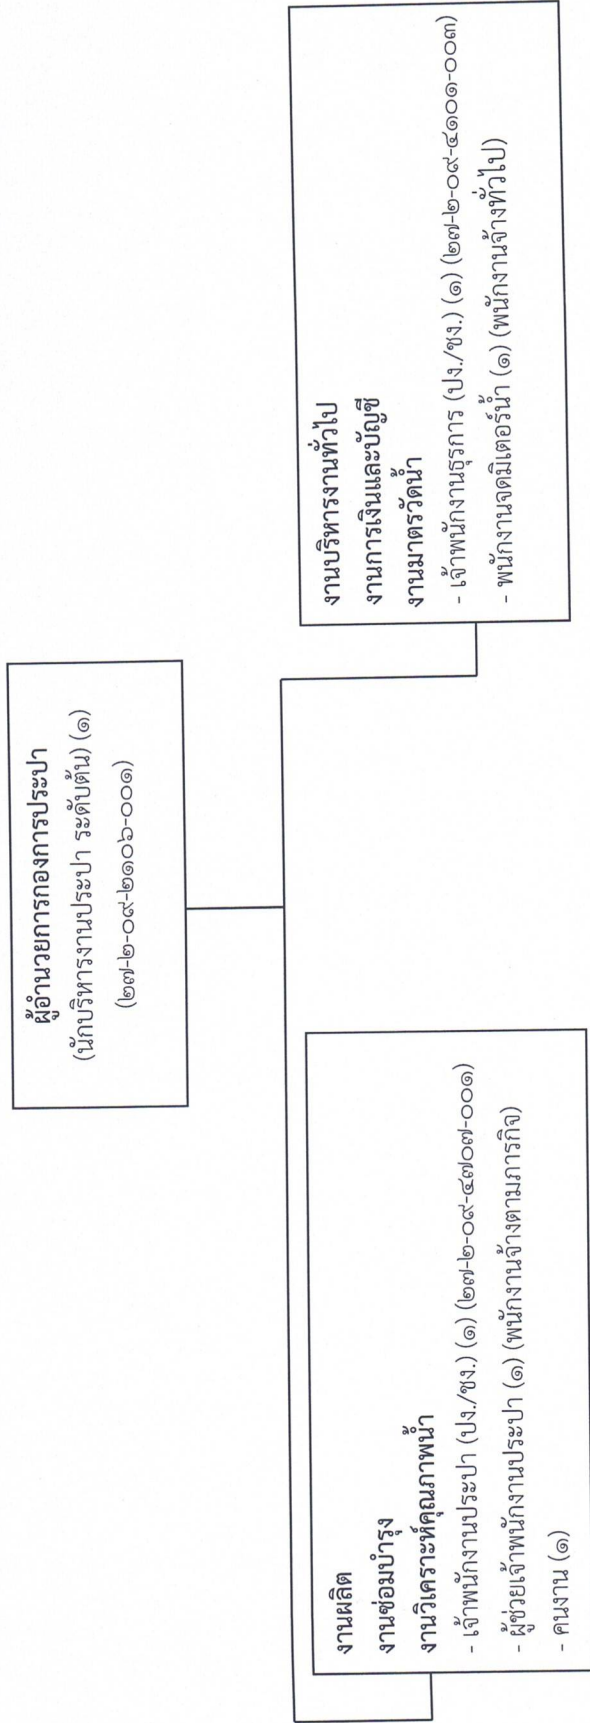 ผู้อำนวยการกองการประปา
(นักบริหารงานประปา ระดับต้น) (๑)
(๒๗-๒-๐๙-๒๑๐๖-๐๐๑)
งานผลิต
งานซ่อมบำรุง
งานวิเคราะห์คุณภาพน้ำ
- เจ้าพนักงานประปา (ปง./ชง.) (๑) (๒๗-๒-๐๙-๔๗๐๗-๐๐๑)
- ผู้ช่วยเจ้าพนักงานประปา (๑) (พนักงานจ้างตามภารกิจ)
- คนงาน (๑)
งานบริหารงานทั่วไป
งานการเงินและบัญชี
งานมาตรวัดน้ำ
- เจ้าพนักงานธุรการ (ปง./ชง.) (๑) (๒๗-๒-๐๙-๔๑๐๑-๐๐๓)
- พนักงานจดมิเตอร์น้ำ (๑) (พนักงานจ้างทั่วไป)